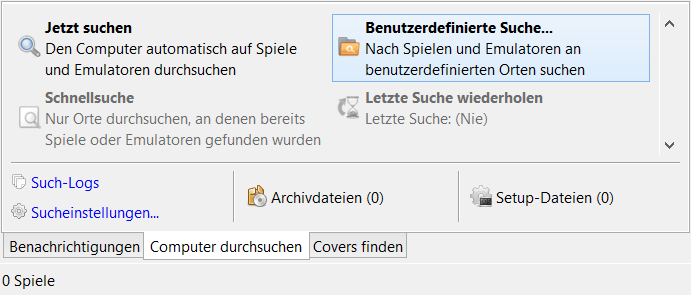 Jetzt suchen
Den Computer automatisch auf Spiele
und Emulatoren durchsuchen
Benutzerdefinierte Suche...
Nach Spielen und Emulatoren an
benutzerdefinierten Orten suchen
Schnellsuche
Nur Orte durchsuchen, an denen bereits
Spiele oder Emulatoren gefunden wurden
Letzte Suche wiederholen
Letzte Suche: (Nie)
Such-Logs
Sucheinstellungen...
Archivdateien (0)
Setup-Dateien (0)
Benachrichtigungen
Computer durchsuchen
Covers finden
0 Spiele